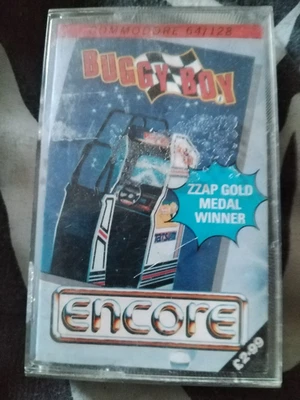 COMMODORE 64/128
BUGGY BOY
ZZAP GOLD
MEDAL
WINNER
encore
£2·99